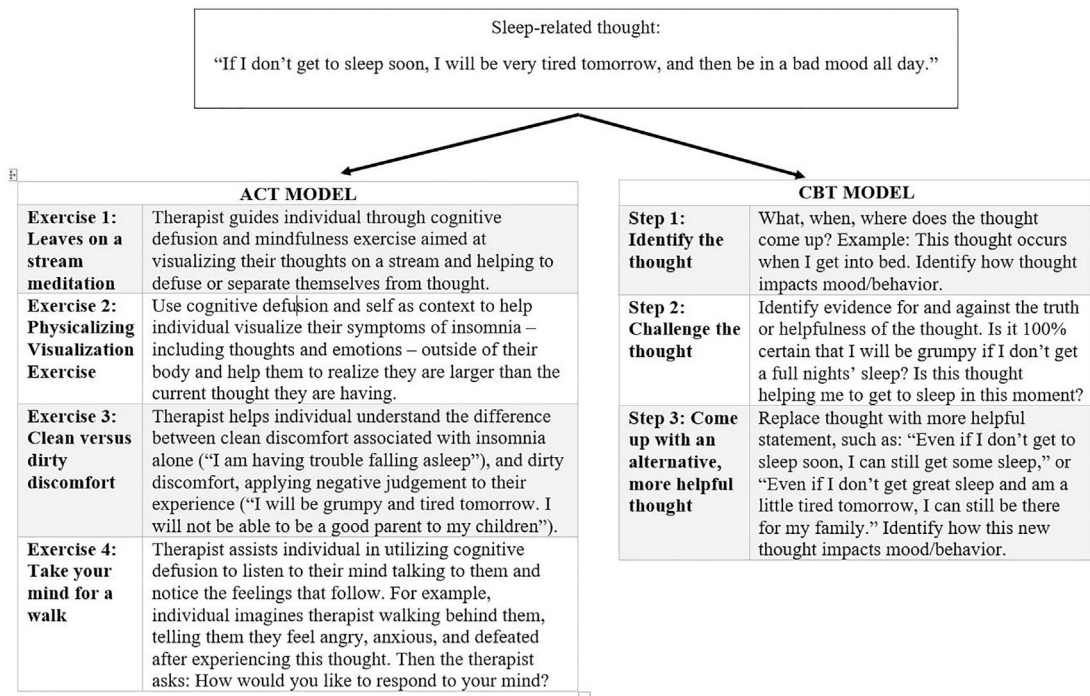 Sleep-related thought:
“If I don’t get to sleep soon, I will be very tired tomorrow, and then be in a bad mood all day.”
ACT MODEL
Exercise 1:
Leaves on a
stream
meditation
Therapist guides individual through cognitive
defusion and mindfulness exercise aimed at
visualizing their thoughts on a stream and helping to
defuse or separate themselves from thought.
Exercise 2:
Physicalizing
Visualization
Exercise
Use cognitive defusion and self as context to help
individual visualize their symptoms of insomnia –
including thoughts and emotions – outside of their
body and help them to realize they are larger than the
current thought they are having.
Exercise 3:
Clean versus
dirty
discomfort
Therapist helps individual understand the difference
between clean discomfort associated with insomnia
alone (“I am having trouble falling asleep”), and dirty
discomfort, applying negative judgement to their
experience (“I will be grumpy and tired tomorrow. I
will not be able to be a good parent to my children”).
Exercise 4:
Take your
mind for a
walk
Therapist assists individual in utilizing cognitive
defusion to listen to their mind talking to them and
notice the feelings that follow. For example,
individual imagines therapist walking behind them,
telling them they feel angry, anxious, and defeated
after experiencing this thought. Then the therapist
asks: How would you like to respond to your mind?
CBT MODEL
Step 1:
Identify the
thought
What, when, where does the thought
come up? Example: This thought occurs
when I get into bed. Identify how thought
impacts mood/behavior.
Step 2:
Challenge the
thought
Identify evidence for and against the truth
or helpfulness of the thought. Is it 100%
certain that I will be grumpy if I don’t get
a full nights’ sleep? Is this thought
helping me to get to sleep in this moment?
Step 3: Come
up with an
alternative,
more helpful
thought
Replace thought with more helpful
statement, such as: “Even if I don’t get to
sleep soon, I can still get some sleep,” or
“Even if I don’t get great sleep and am a
little tired tomorrow, I can still be there
for my family.” Identify how this new
thought impacts mood/behavior.